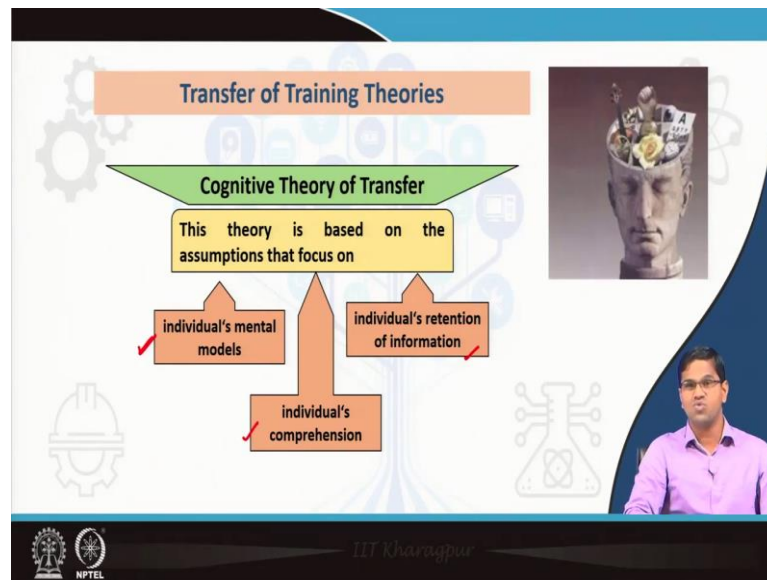 Transfer of Training Theories
Cognitive Theory of Transfer
This theory is based on the
assumptions that focus on
individual‘s mental
models
individual‘s retention
of information
individual‘s
comprehension
A
IIT Kharagpur
NPTEL